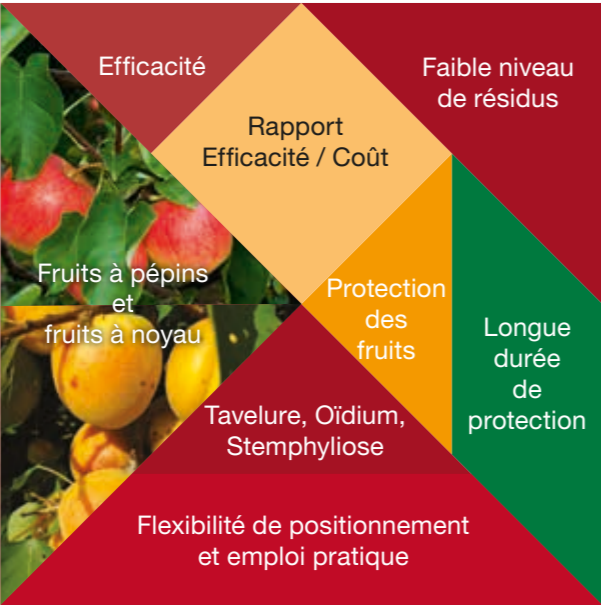 Efficacité
Faible niveau
de résidus
Rapport
Efficacité / Coût
Fruits à pépins
et
fruits à noyau
Protection
des
fruits
Longue
durée
de
protection
Tavelure, Oïdium,
Stemphyliose
Flexibilité de positionnement
et emploi pratique